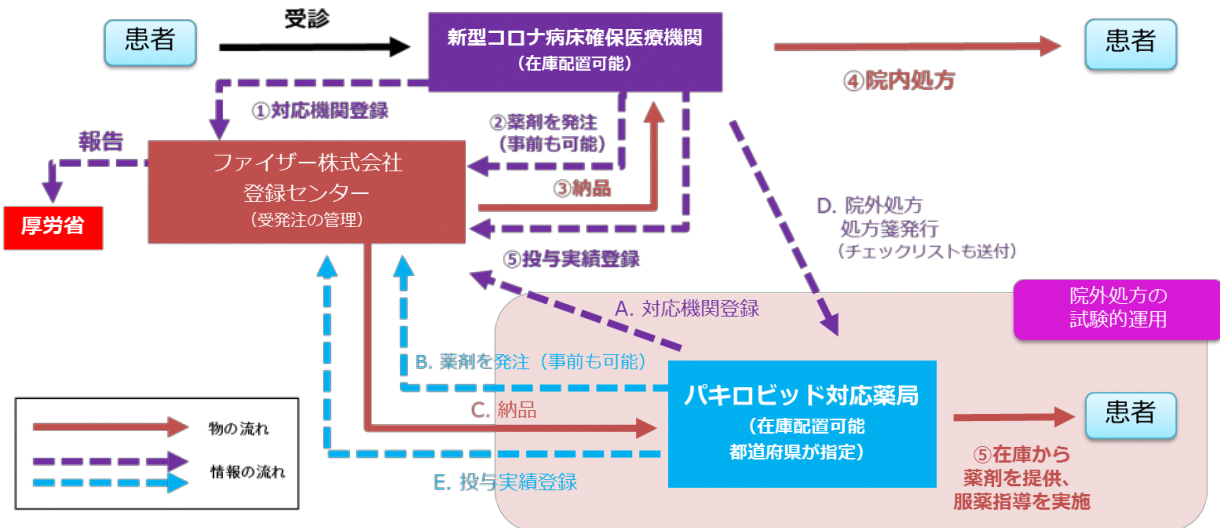 患者
受診
新型コロナ病床確保医療機関
（在庫配置可能）
患者
④院内処方
①対応機関登録
②薬剤を発注
（事前も可能）
報告
ファイザー株式会社
登録センター
（受発注の管理）
③納品
厚労省
D. 院外処方
処方箋発行
（チェックリストも送付）
⑤投与実績登録
A. 対応機関登録
院外処方の
試験的運用
B. 薬剤を発注（事前も可能）
パキロビッド対応薬局
（在庫配置可能
都道府県が指定）
C. 納品
患者
物の流れ
情報の流れ
E. 投与実績登録
⑤在庫から
薬剤を提供、
服薬指導を実施